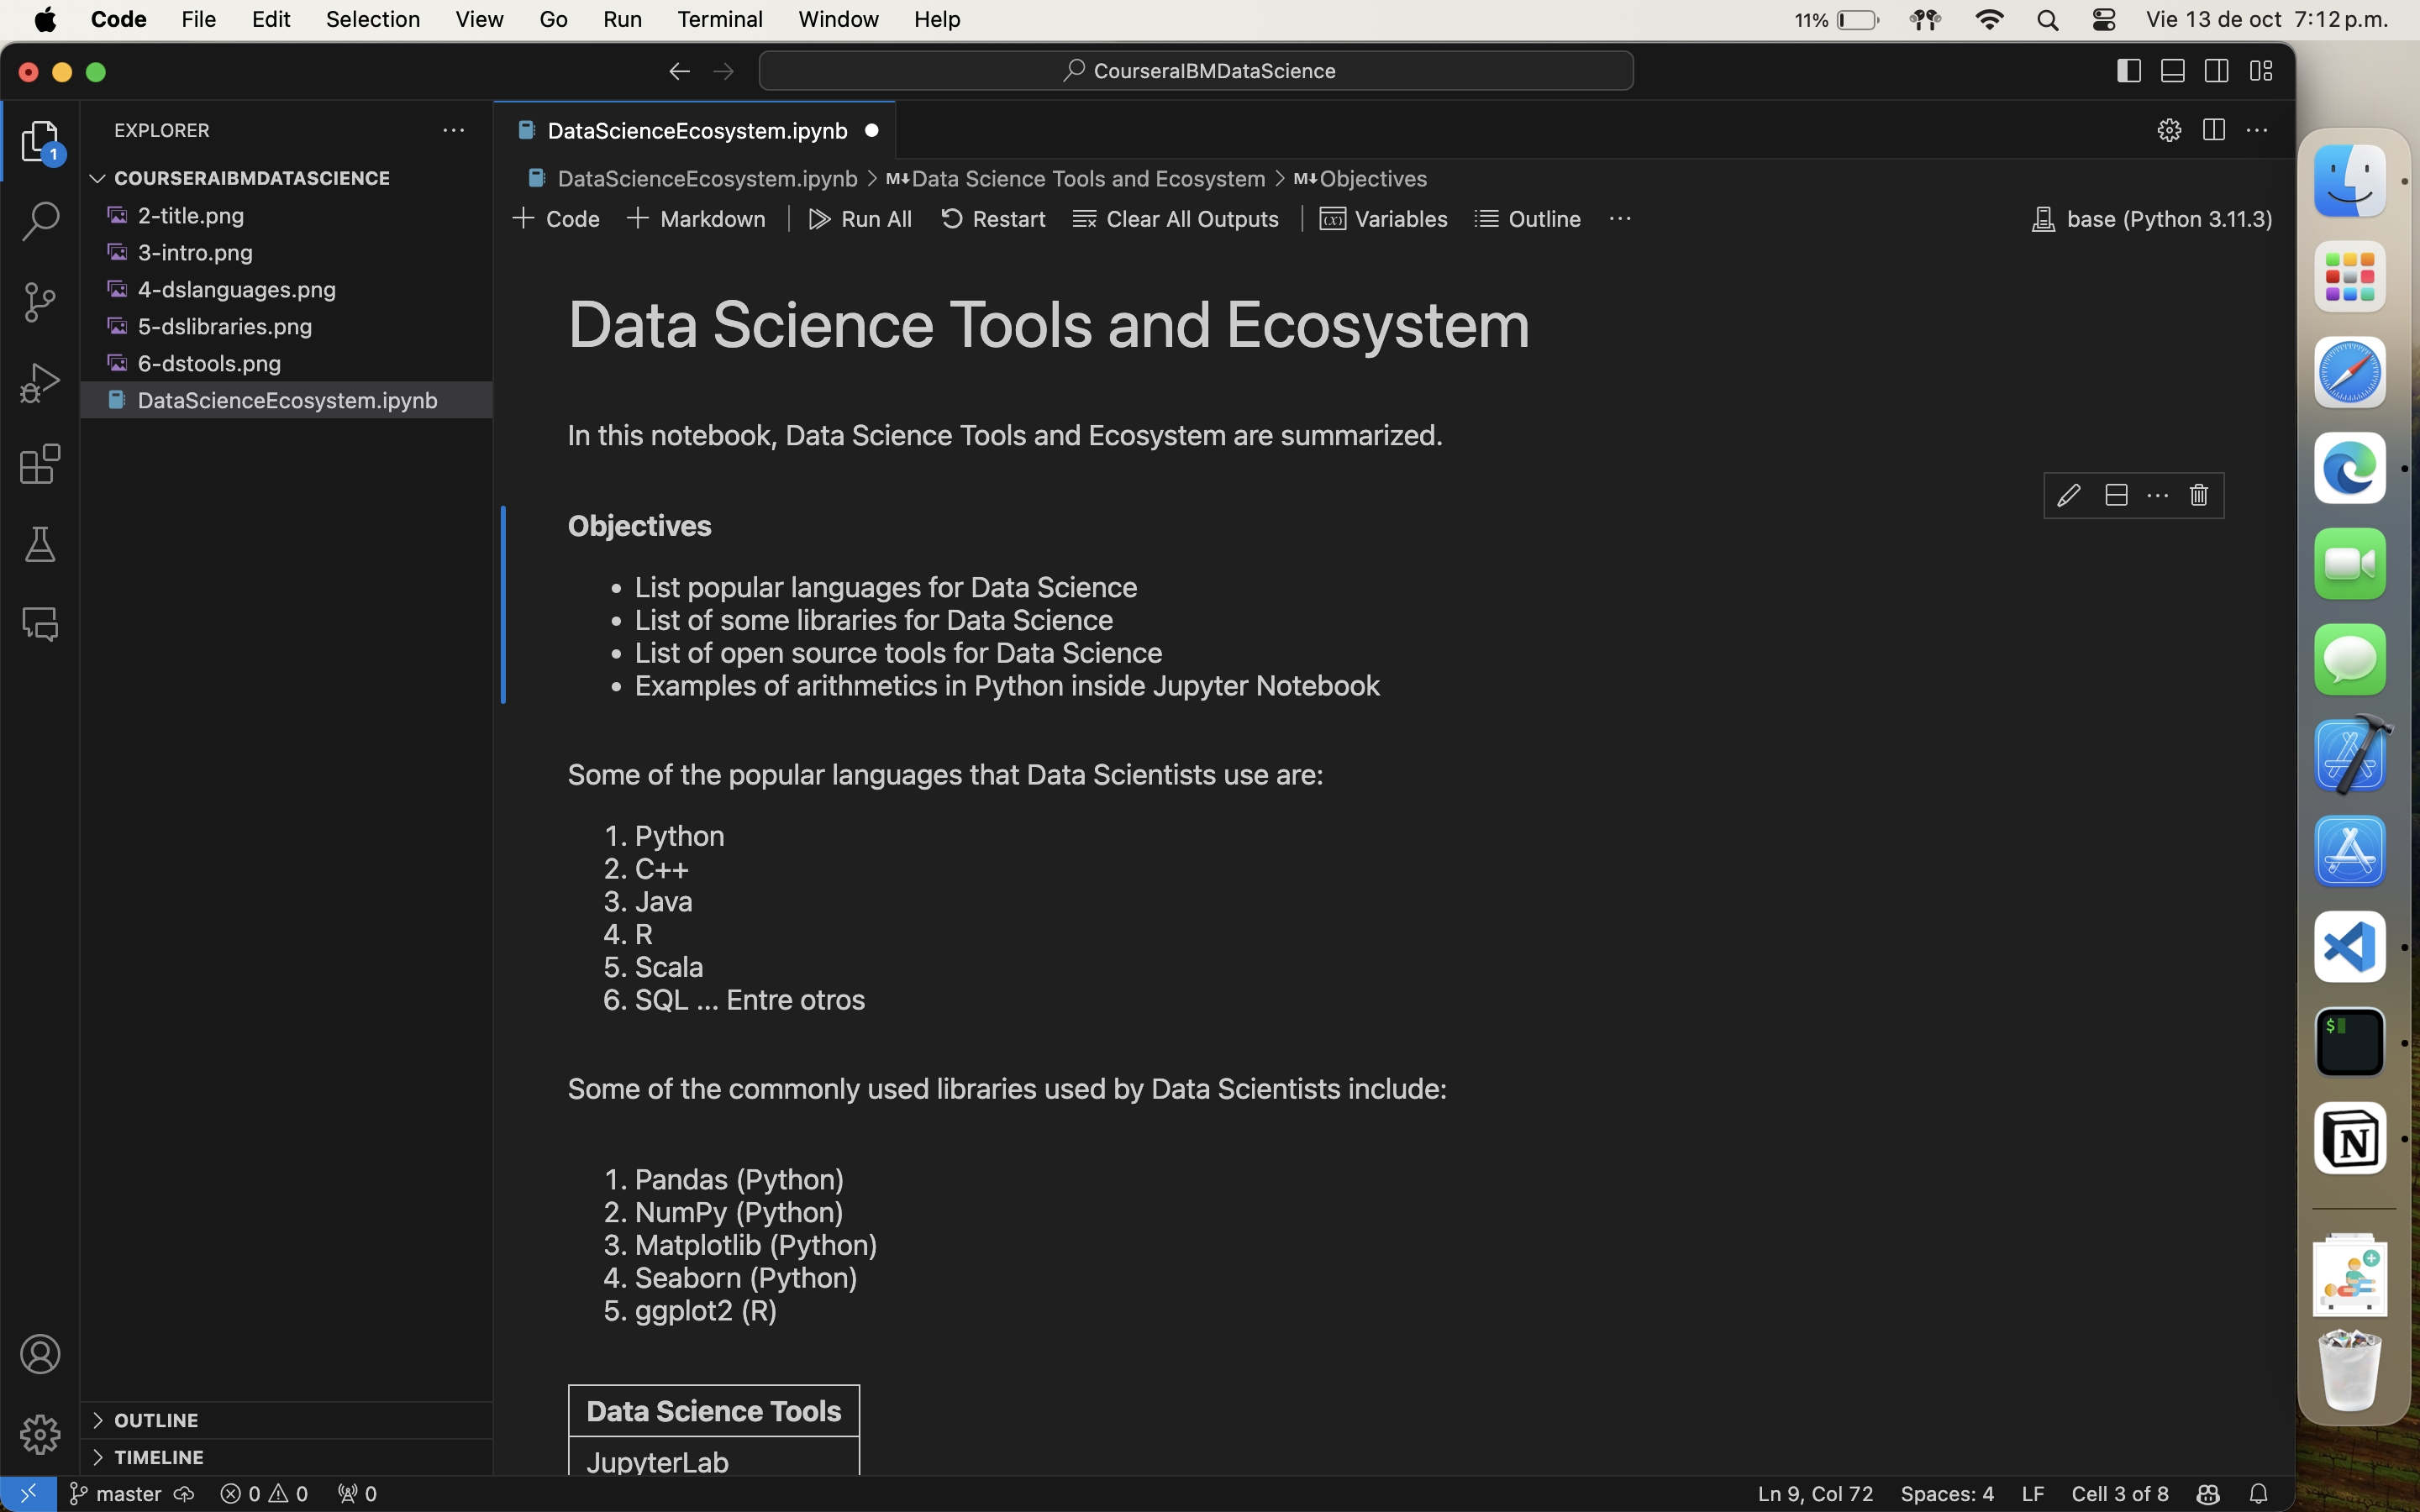 Code File Edit Selection View Go Run Terminal Window Help 11% Vie 13 de oct 7:12 p.m.
CourseraIBMDataScience
EXPLORER
COURSERAIBMDATASCIENCE
2-title.png
3-intro.png
4-dslanguages.png
5-dslibraries.png
6-dstools.png
DataScienceEcosystem.ipynb
OUTLINE
TIMELINE
1
DataScienceEcosystem.ipynb
DataScienceEcosystem.ipynb > M↓Data Science Tools and Ecosystem > M↓Objectives
+ Code + Markdown | Run All Restart Clear All Outputs | (x) Variables Outline ... base (Python 3.11.3)
Data Science Tools and Ecosystem
In this notebook, Data Science Tools and Ecosystem are summarized.
Objectives
• List popular languages for Data Science
• List of some libraries for Data Science
• List of open source tools for Data Science
• Examples of arithmetics in Python inside Jupyter Notebook
Some of the popular languages that Data Scientists use are:
1. Python
2. C++
3. Java
4. R
5. Scala
6. SQL ... Entre otros
Some of the commonly used libraries used by Data Scientists include:
1. Pandas (Python)
2. NumPy (Python)
3. Matplotlib (Python)
4. Seaborn (Python)
5. ggplot2 (R)
Data Science Tools
JupyterLab
master 0 0 0 Ln 9, Col 72 Spaces: 4 LF Cell 3 of 8
$
N